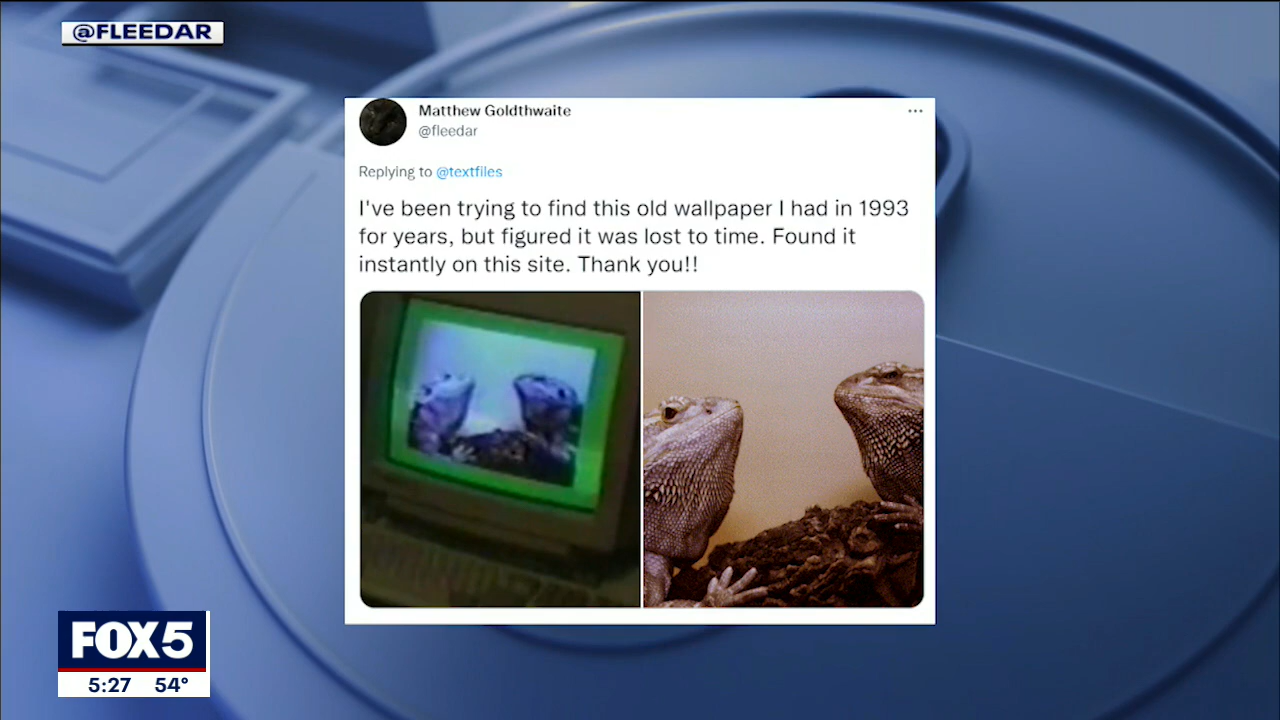 @FLEEDAR
Matthew Goldthwaite
@fleedar
Replying to @textfiles
I've been trying to find this old wallpaper I had in 1993
for years, but figured it was lost to time. Found it
instantly on this site. Thank you!!
FOX5
5:27 54°